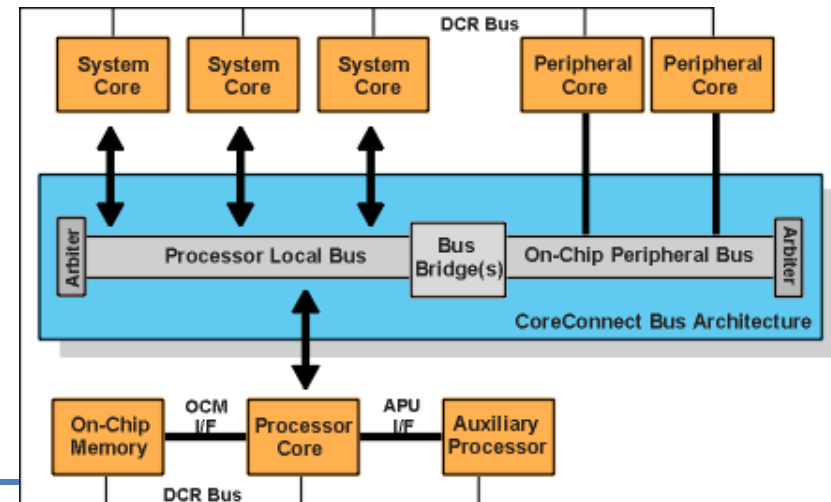 DCR Bus
System
Core
System
Core
System
Core
Peripheral
Core
Peripheral
Core
Arbiter
Processor Local Bus
Bus
Bridge(s)
On-Chip Peripheral Bus
Arbiter
CoreConnect Bus Architecture
On-Chip
Memory
OCM
I/F
Processor
Core
APU
I/F
Auxiliary
Processor
DCR Bus